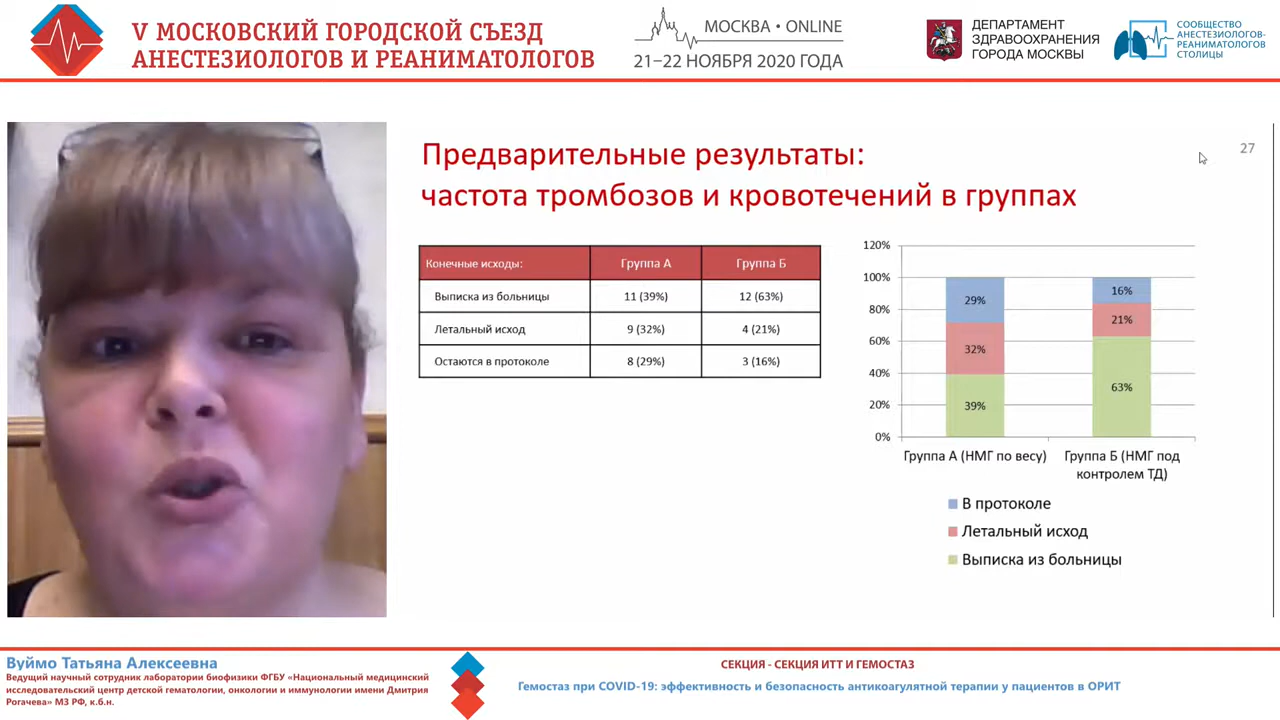 V МОСКОВСКИЙ ГОРОДСКОЙ СЪЕЗД
АНЕСТЕЗИОЛОГОВ И РЕАНИМАТОЛОГОВ
МОСКВА • ONLINE
21–22 НОЯБРЯ 2020 ГОДА
ДЕПАРТАМЕНТ
ЗДРАВООХРАНЕНИЯ
ГОРОДА МОСКВЫ
СООБЩЕСТВО
АНЕСТЕЗИОЛОГОВ-
РЕАНИМАТОЛОГОВ
СТОЛИЦЫ
Предварительные результаты:
частота тромбозов и кровотечений в группах
27
Конечные исходы: Группа А Группа Б
Выписка из больницы 11 (39%) 12 (63%)
Летальный исход 9 (32%) 4 (21%)
Остаются в протоколе 8 (29%) 3 (16%)
120%
100%
80%
60%
40%
20%
0%
29%
32%
39%
16%
21%
63%
Группа А (НМГ по весу)
Группа Б (НМГ под
контролем ТД)
В протоколе
Летальный исход
Выписка из больницы
Вуймо Татьяна Алексеевна
Ведущий научный сотрудник лаборатории биофизики ФГБУ «Национальный медицинский
исследовательский центр детской гематологии, онкологии и иммунологии имени Дмитрия
Рогачева» МЗ РФ, к.б.н.
СЕКЦИЯ - СЕКЦИЯ ИТТ И ГЕМОСТАЗ
Гемостаз при COVID-19: эффективность и безопасность антикоагулятной терапии у пациентов в ОРИТ